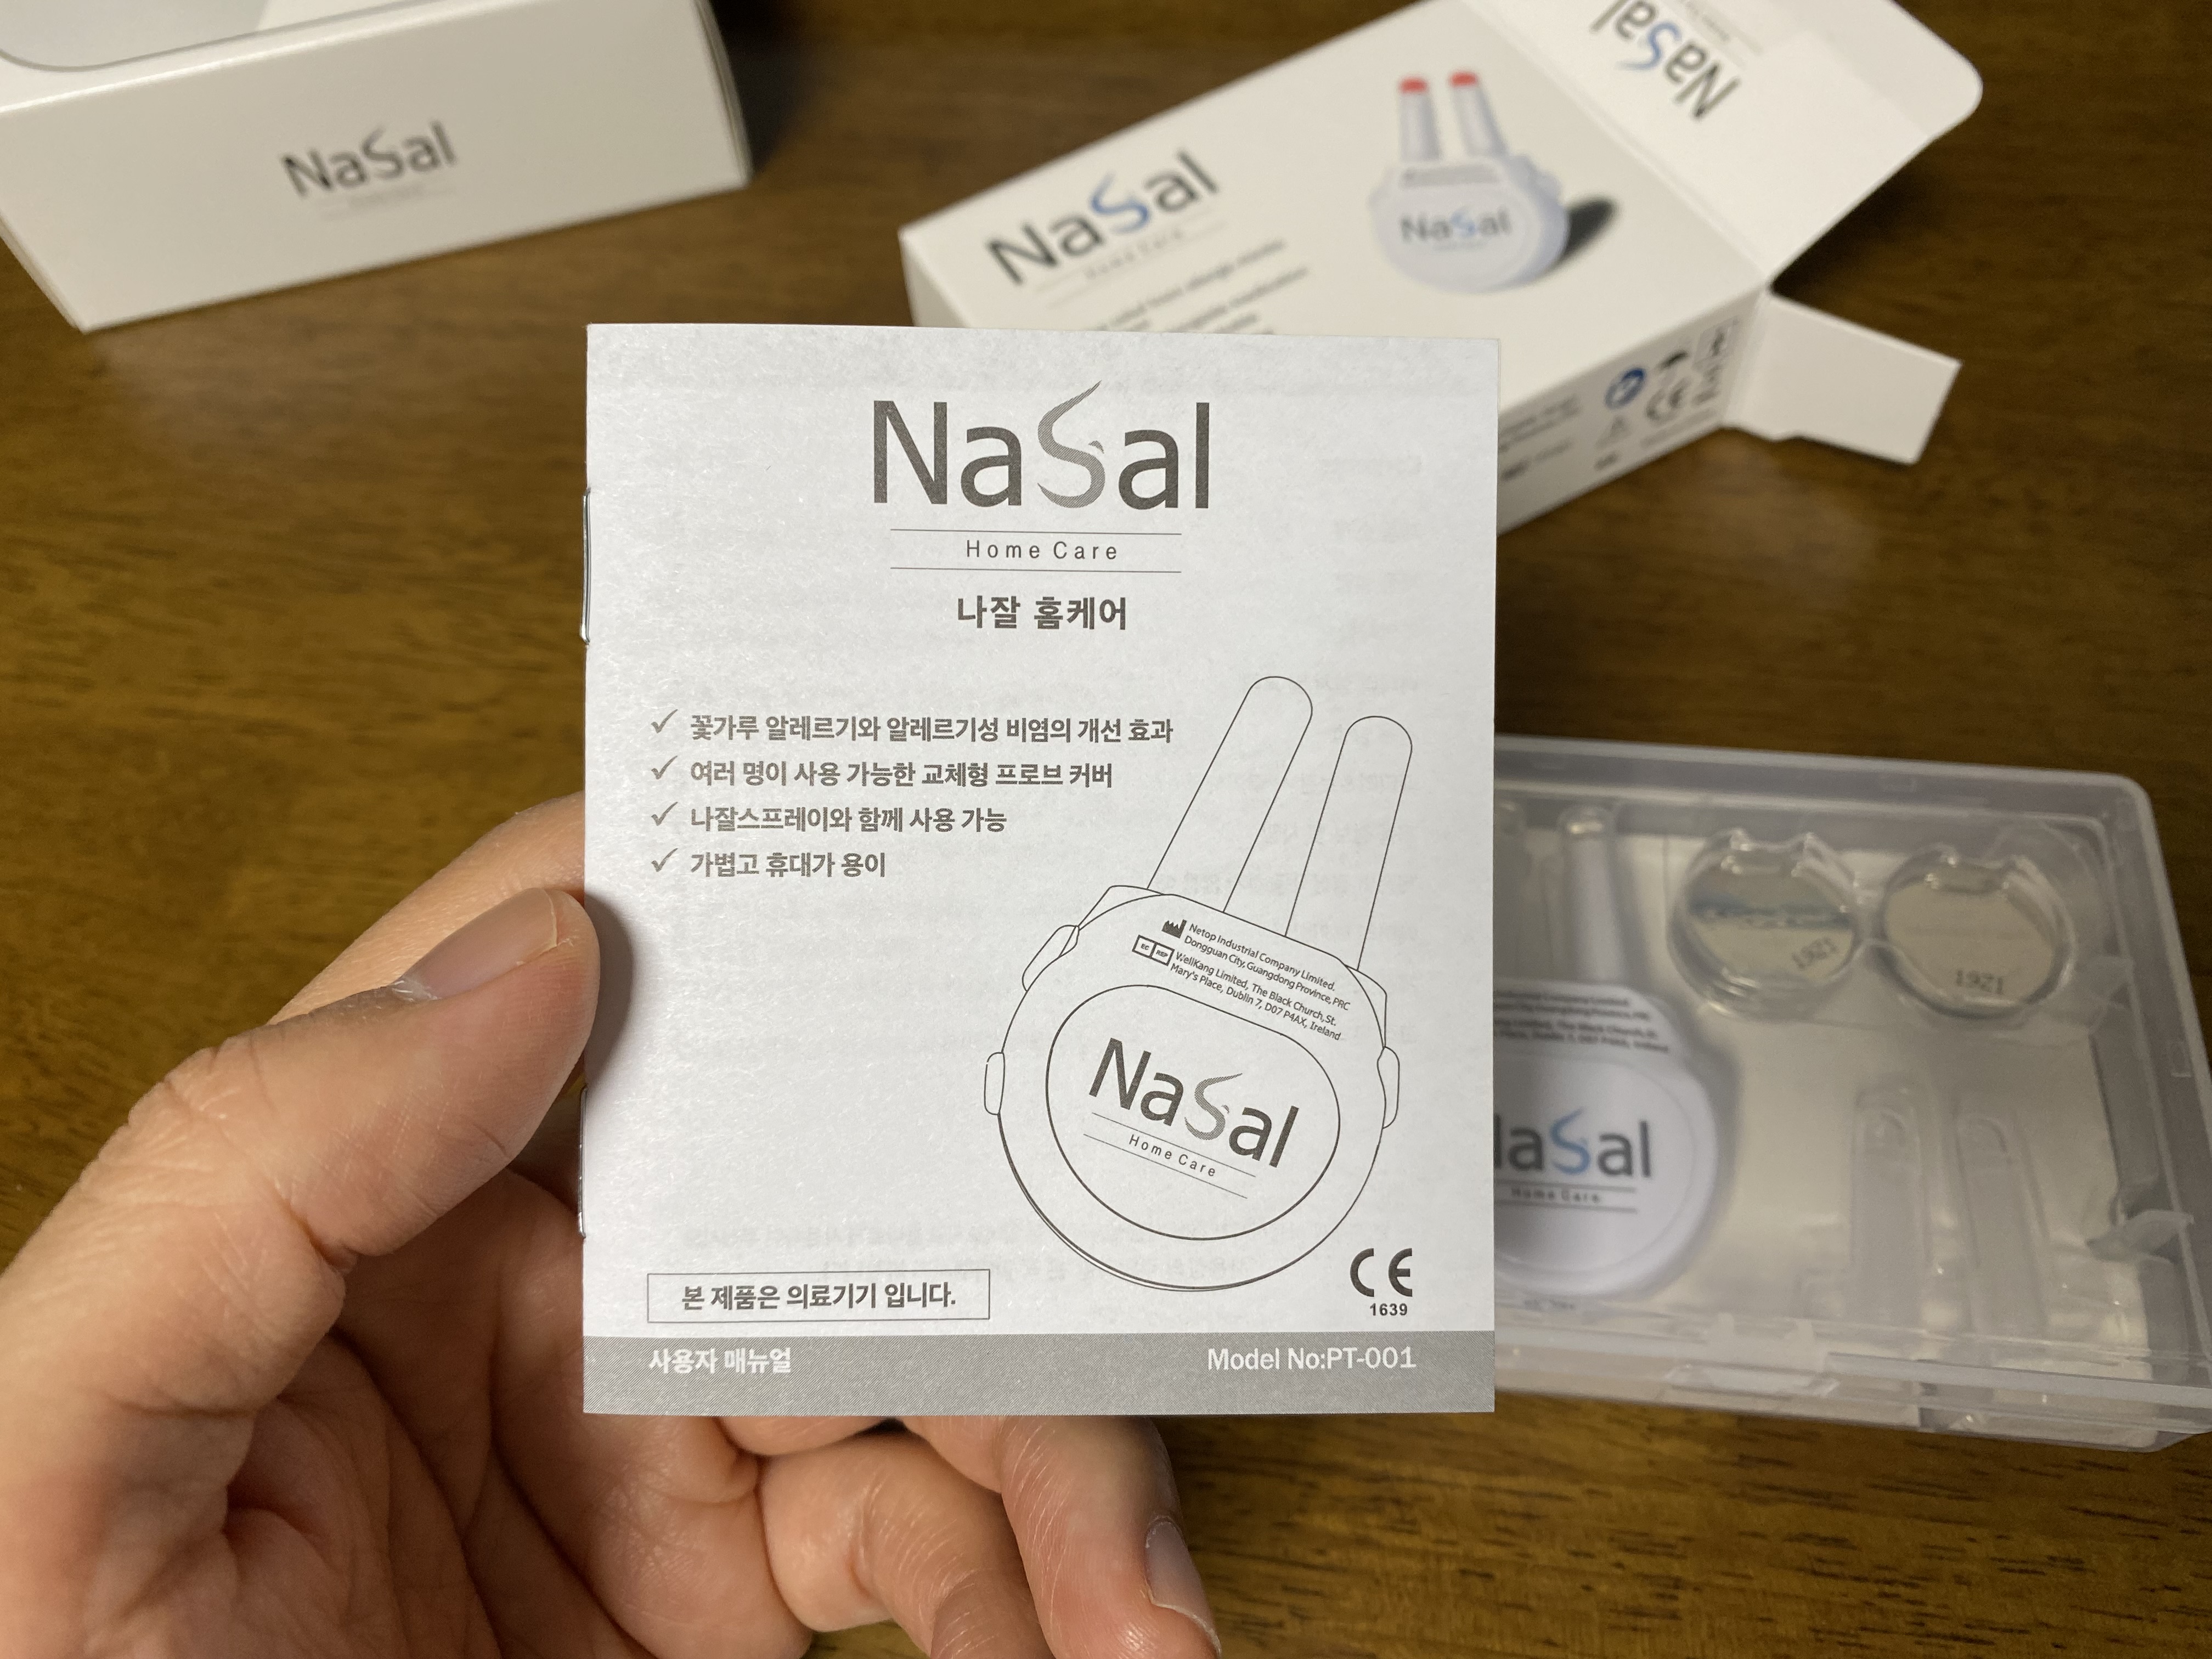 NaSal
NaSal
NaSal
Home Care
NaSal
NaSal
Home Care
나잘 홈케어
✓ 꽃가루 알레르기와 알레르기성 비염의 개선 효과
✓ 여러 명이 사용 가능한 교체형 프로브 커버
✓ 나잘스프레이와 함께 사용 가능
✓ 가볍고 휴대가 용이
Netop Industrial Company Limited.
Dongguan City, Guangdong Province, PRC
EC REP WellKang Limited, The Black Church,St.
Mary's Place, Dublin 7, D07 P4AX, Ireland
NaSal
Home Care
본 제품은 의료기기 입니다.
CE
1639
사용자 매뉴얼
Model No:PT-001
1261
1261
NaSal
Home Care
CE